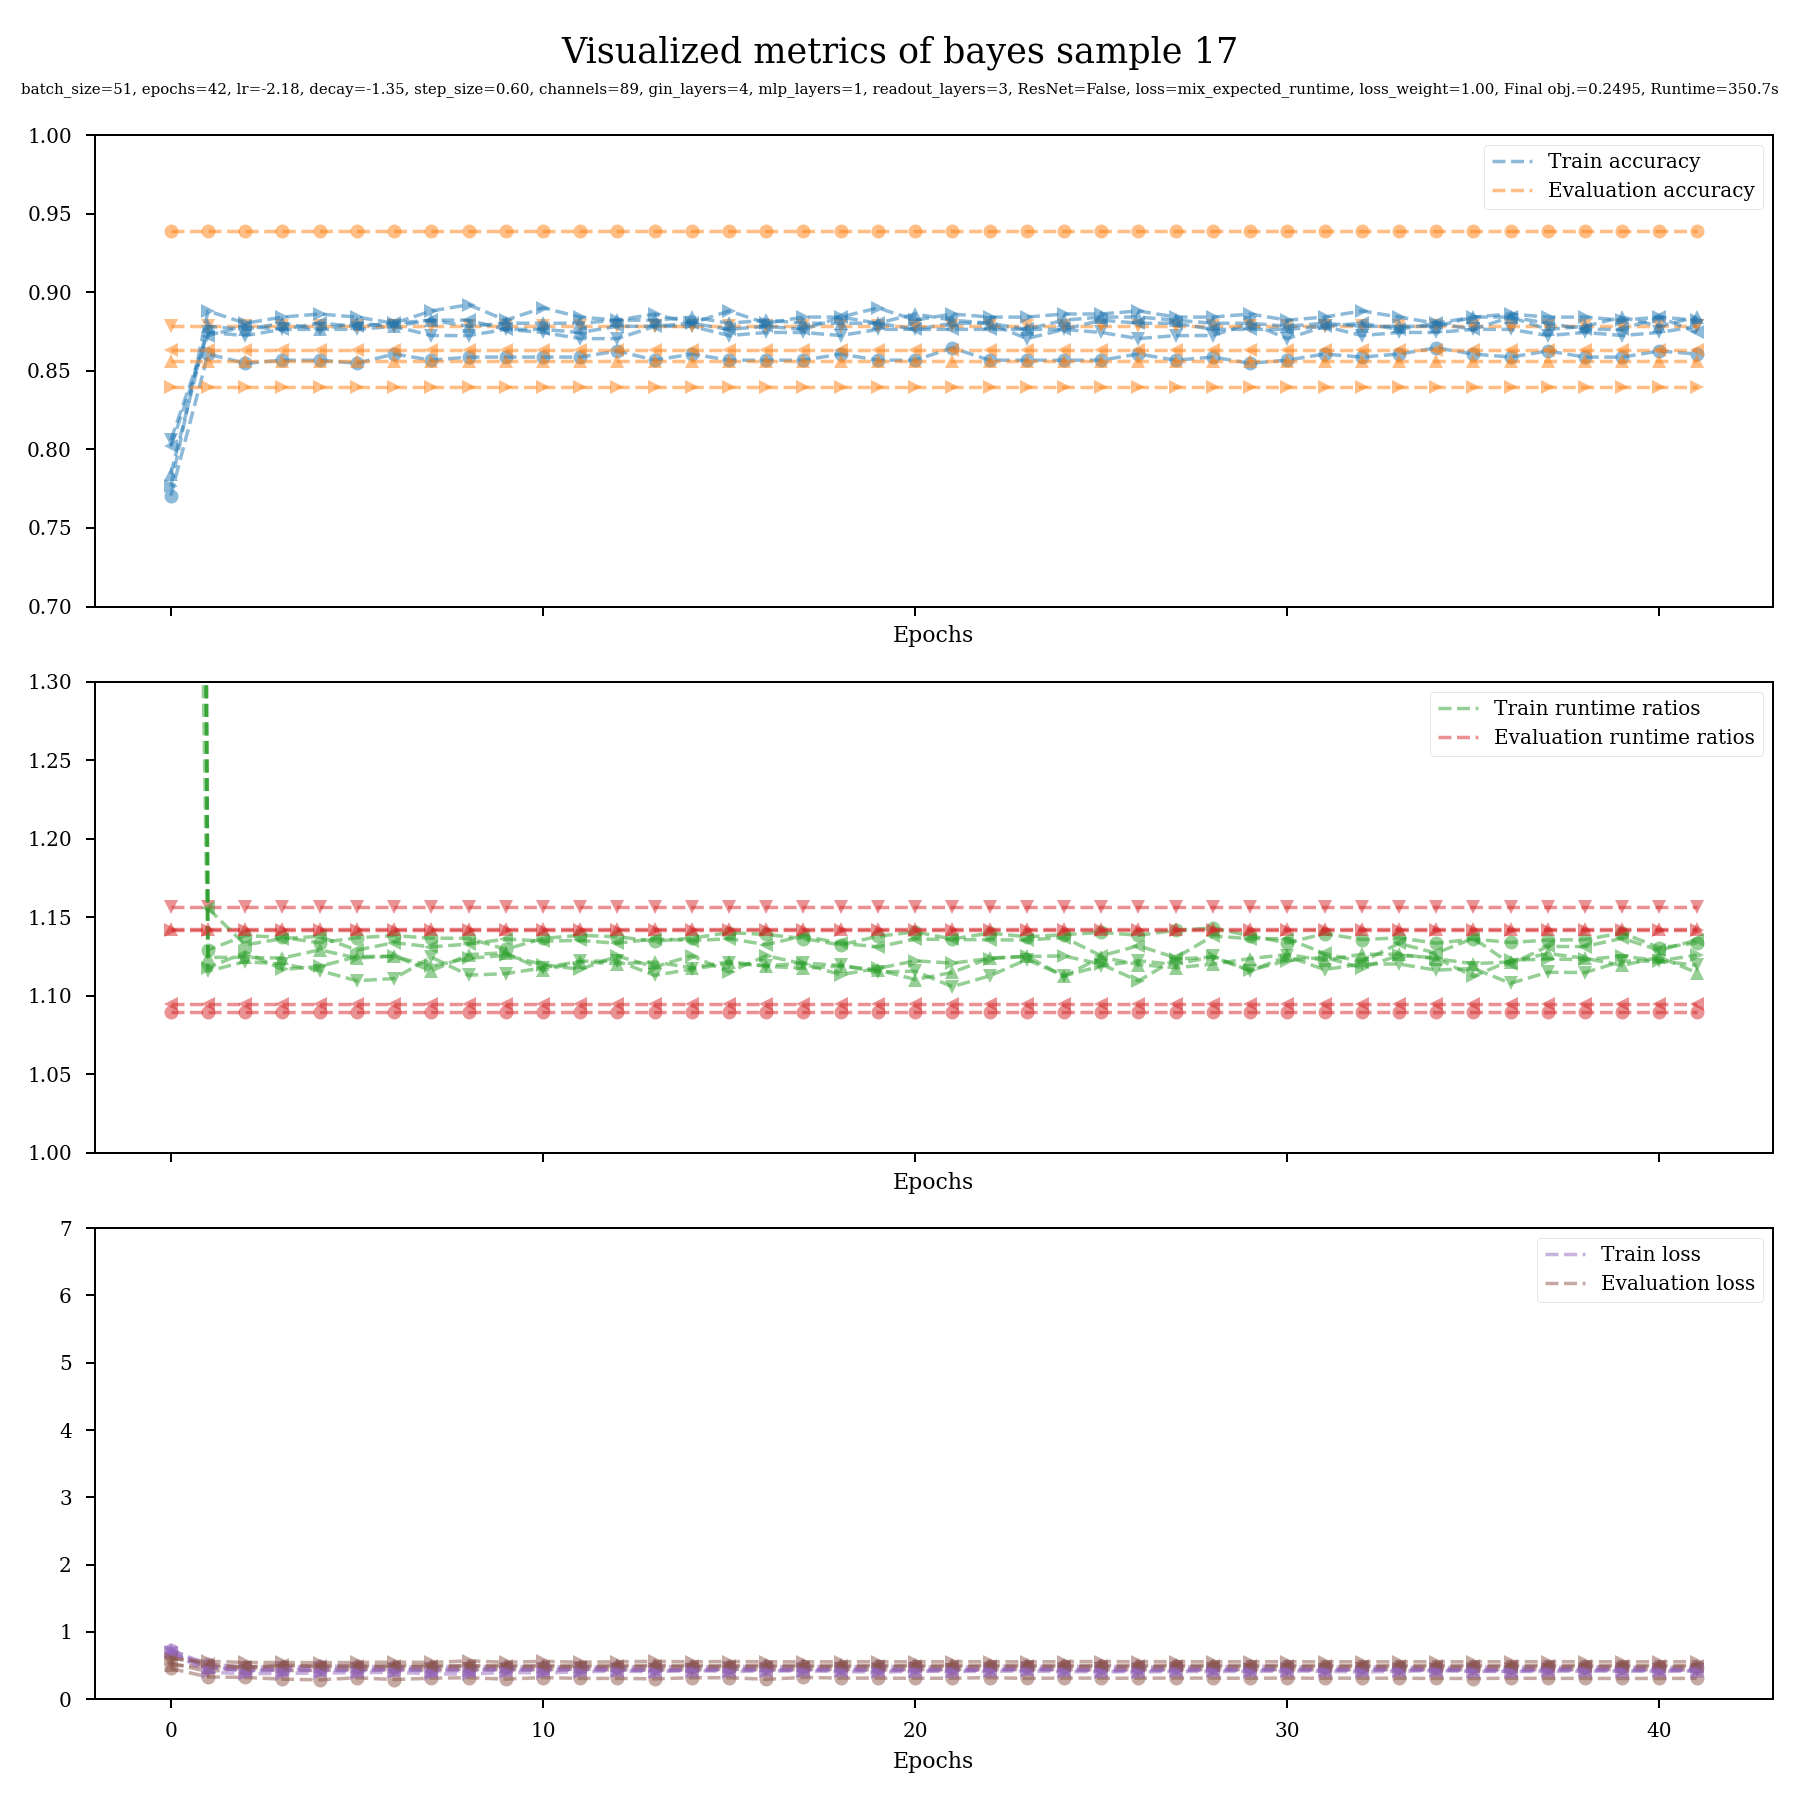 Visualized metrics of bayes sample 17
batch_size=51, epochs=42, lr=-2.18, decay=-1.35, step_size=0.60, channels=89, gin_layers=4, mlp_layers=1, readout_layers=3, ResNet=False, loss=mix_expected_runtime, loss_weight=1.00, Final obj.=0.2495, Runtime=350.7s
1.00
0.95
0.90
0.85
0.80
0.75
0.70
Train accuracy
Evaluation accuracy
Epochs
1.30
1.25
1.20
1.15
1.10
1.05
1.00
Train runtime ratios
Evaluation runtime ratios
Epochs
7
6
5
4
3
2
1
0
Train loss
Evaluation loss
0 10 20 30 40
Epochs